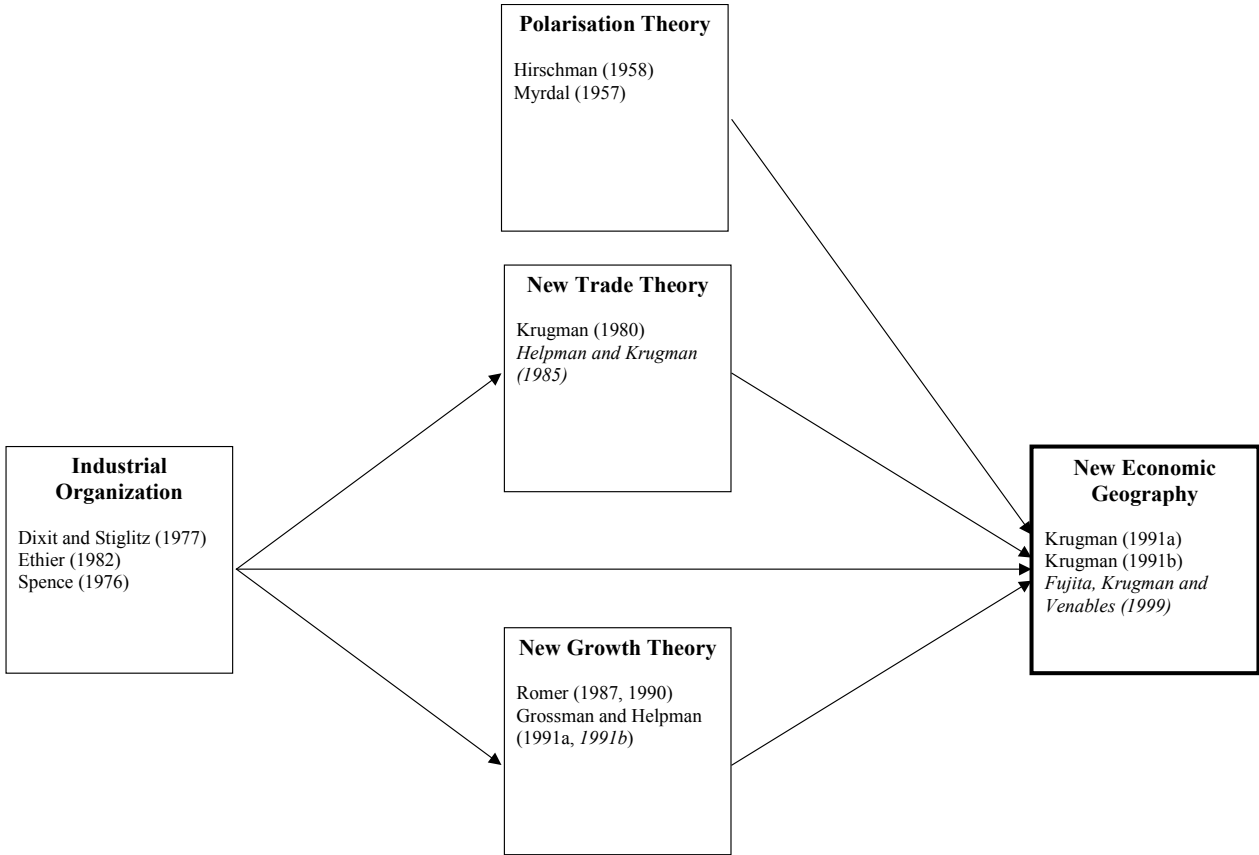 Polarisation Theory
Hirschman (1958)
Myrdal (1957)
New Trade Theory
Krugman (1980)
Helpman and Krugman
(1985)
Industrial
Organization
Dixit and Stiglitz (1977)
Ethier (1982)
Spence (1976)
New Economic
Geography
Krugman (1991a)
Krugman (1991b)
Fujita, Krugman and
Venables (1999)
New Growth Theory
Romer (1987, 1990)
Grossman and Helpman
(1991a, 1991b)